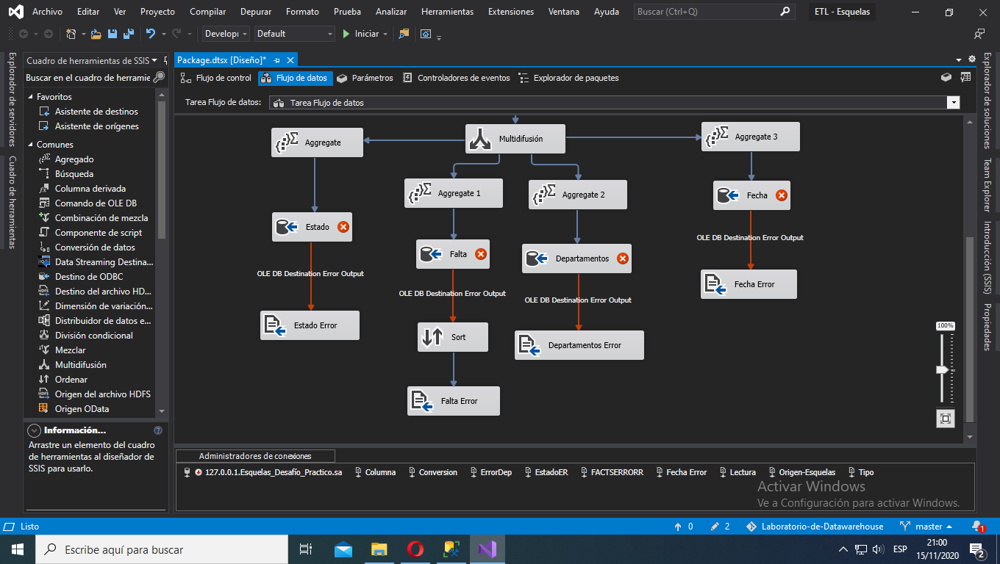 Archivo Editar Ver Proyecto Compilar Depurar Formato Prueba Analizar Herramientas Extensiones Ventana Ayuda Buscar (Ctrl+Q) ETL - Esquelas
Develop Default Iniciar
Cuadro de herramientas de SSIS
Package.dtsx [Diseño]*
Buscar en el cuadro de herramie
Flujo de control Flujo de datos Parámetros Controladores de eventos Explorador de paquetes
Tarea Flujo de datos: Tarea Flujo de datos
Explorador de servidores
Cuadro de herramientas
Favoritos
Asistente de destinos
Asistente de orígenes
Comunes
Agregado
Búsqueda
Columna derivada
Comando de OLE DB
Combinación de mezcla
Componente de script
Conversión de datos
Data Streaming Destina...
Destino de ODBC
Destino del archivo HD...
Dimensión de variación...
Distribuidor de datos e...
División condicional
Mezclar
Multidifusión
Ordenar
Origen del archivo HDFS
Origen OData
Información...
Arrastre un elemento del cuadro
de herramientas al diseñador de
SSIS para usarlo.
Aggregate
Multidifusión
Aggregate 3
Aggregate 1
Aggregate 2
Fecha
Estado
Falta
Departamentos
OLE DB Destination Error Output
OLE DB Destination Error Output
OLE DB Destination Error Output
OLE DB Destination Error Output
Fecha Error
Estado Error
Sort
Departamentos Error
Falta Error
100%
Explorador de soluciones
Team Explorer
Introducción (SSIS)
Propiedades
Administradores de conexiones
127.0.0.1.Esquelas_Desafío_Practico.sa Columna Conversion ErrorDep EstadoER FACTSERRORR Fecha Error Lectura Origen-Esquelas Tipo
Activar Windows
Ve a Configuración para activar Windows.
Listo 0 2 Laboratorio-de-Datawarehouse master 1
Escribe aquí para buscar
ESP
21:00
15/11/2020
2